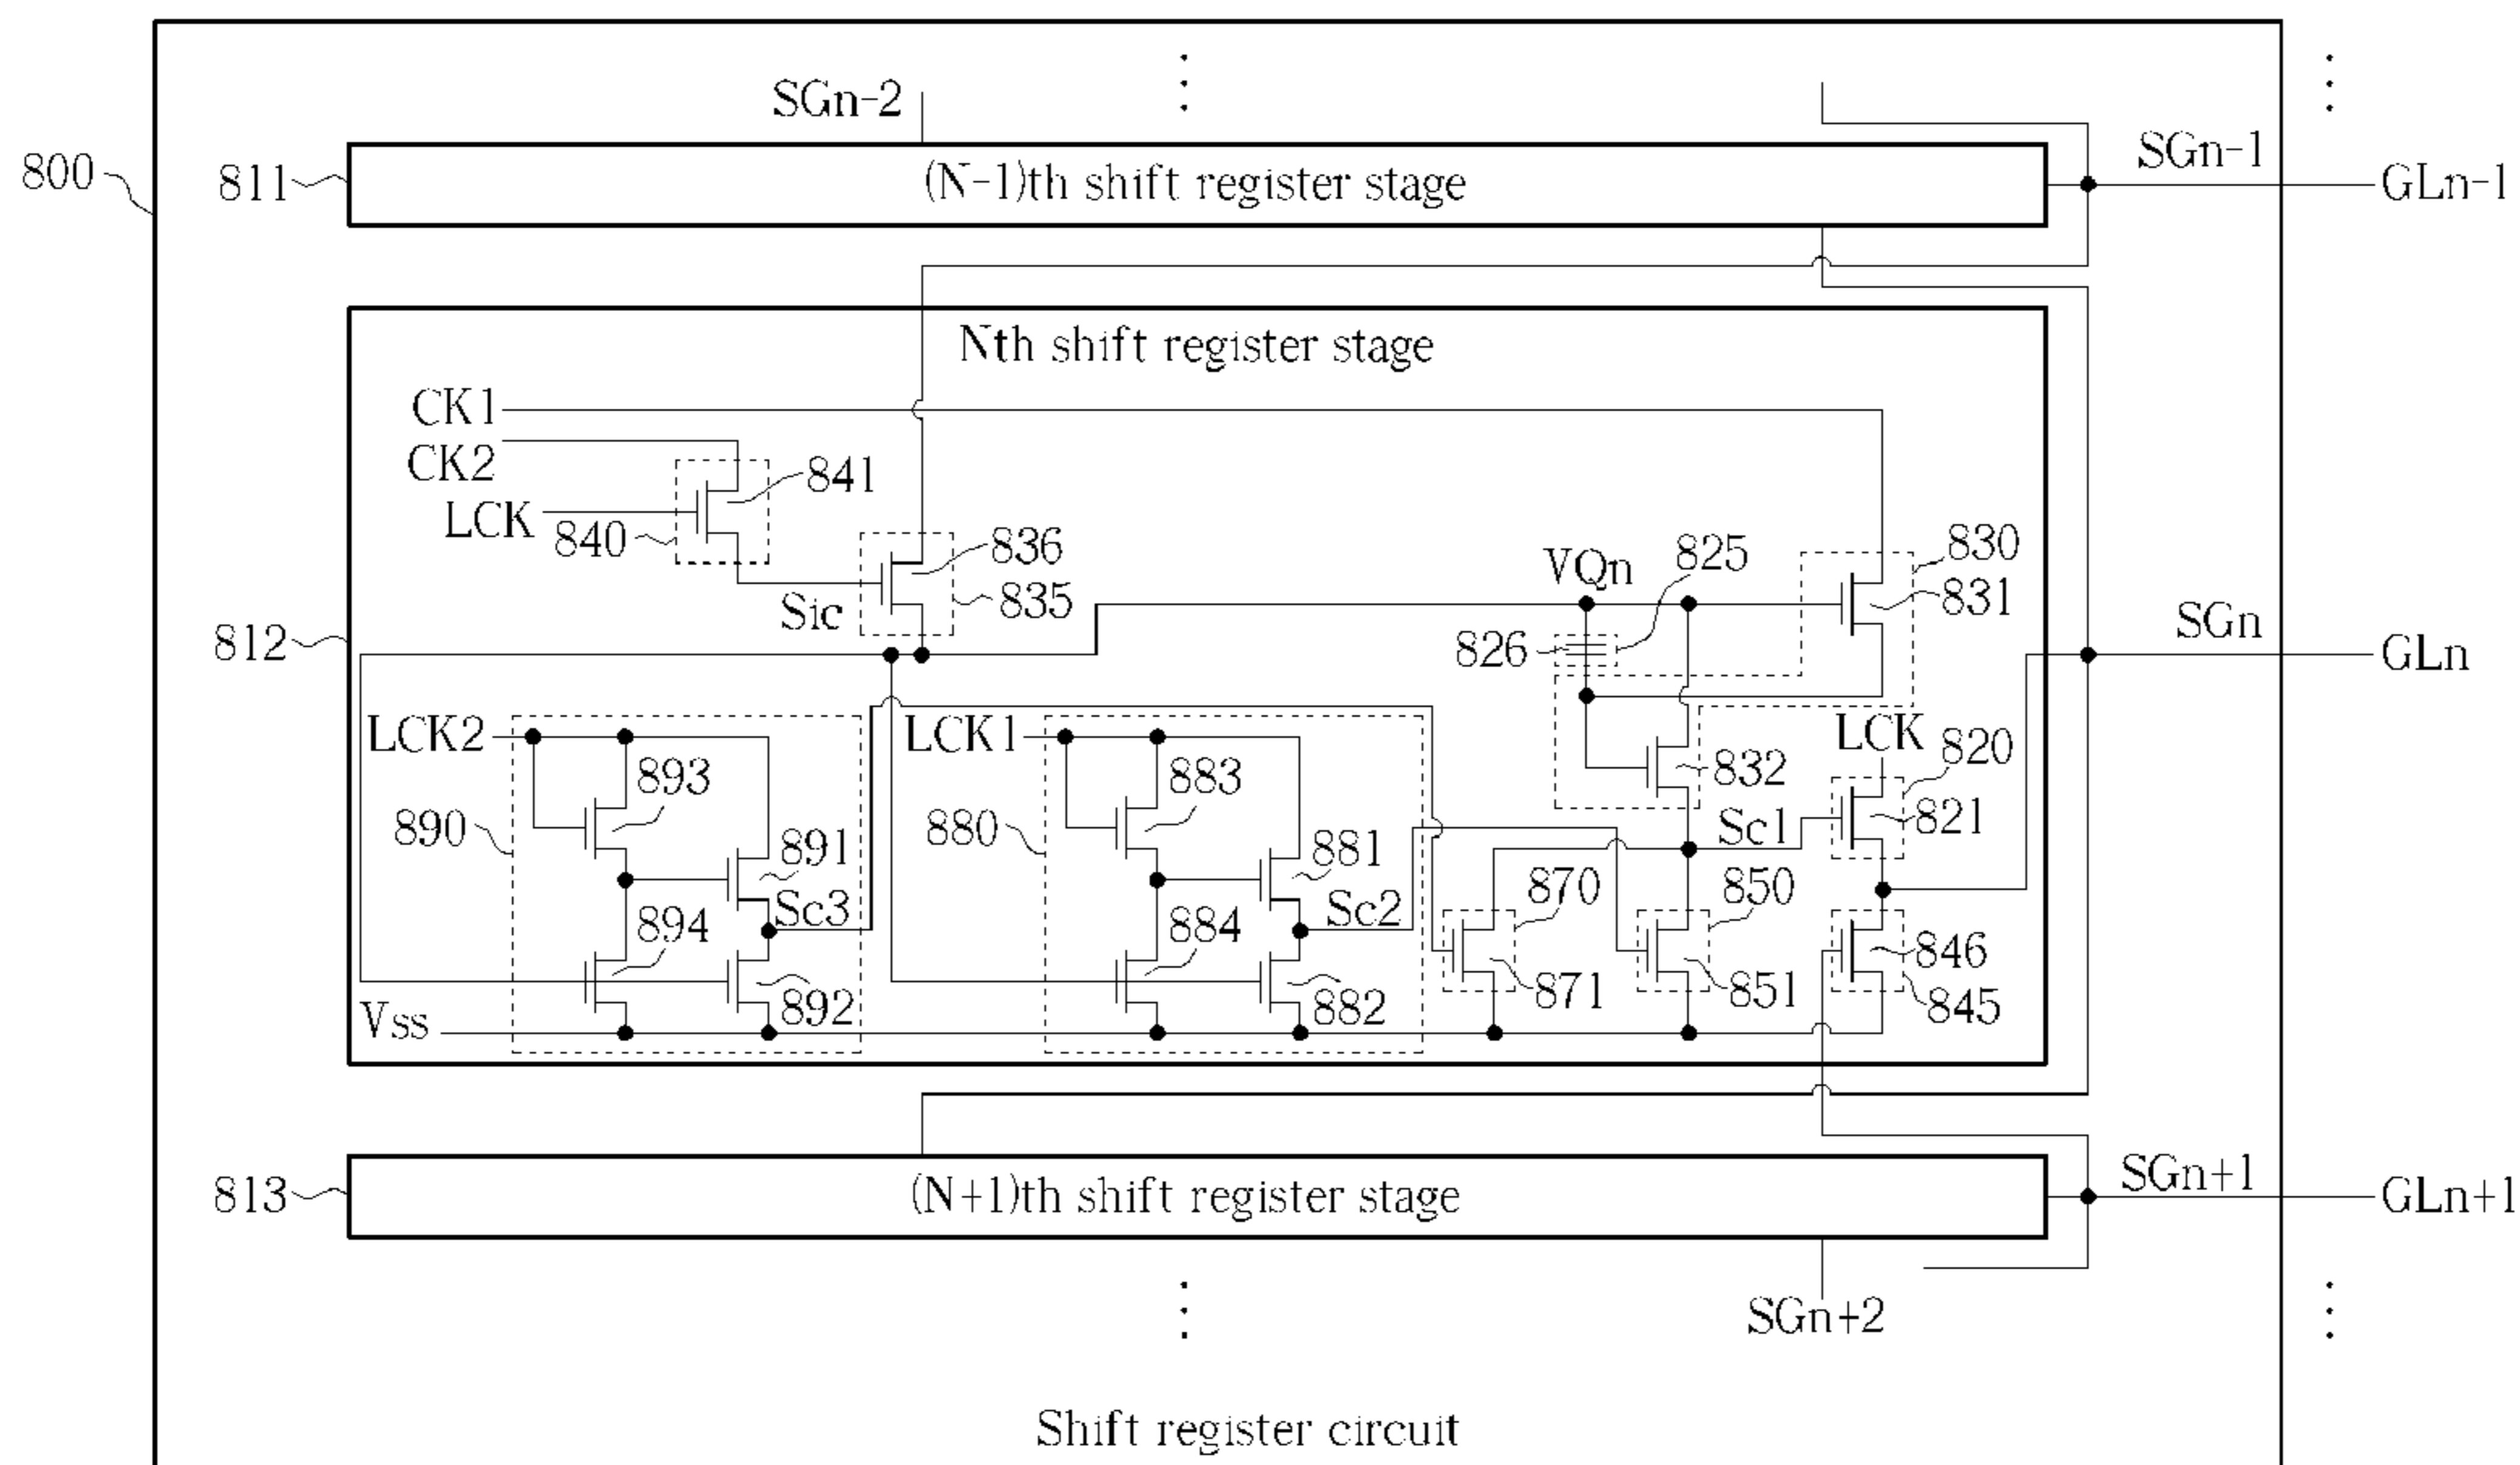 SGn-2
800
811
(N-1)th shift register stage
SGn-1
GLn-1
Nth shift register stage
CK1
CK2
841
LCK
840
836
835
Sic
VQn
825
830
831
826
812
SGn
GLn
LCK2
893
890
891
Sc3
894
892
LCK1
883
880
881
Sc2
884
882
832
LCK
820
821
Sc1
870
850
871
851
846
845
Vss
813
(N+1)th shift register stage
SGn+1
GLn+1
SGn+2
Shift register circuit